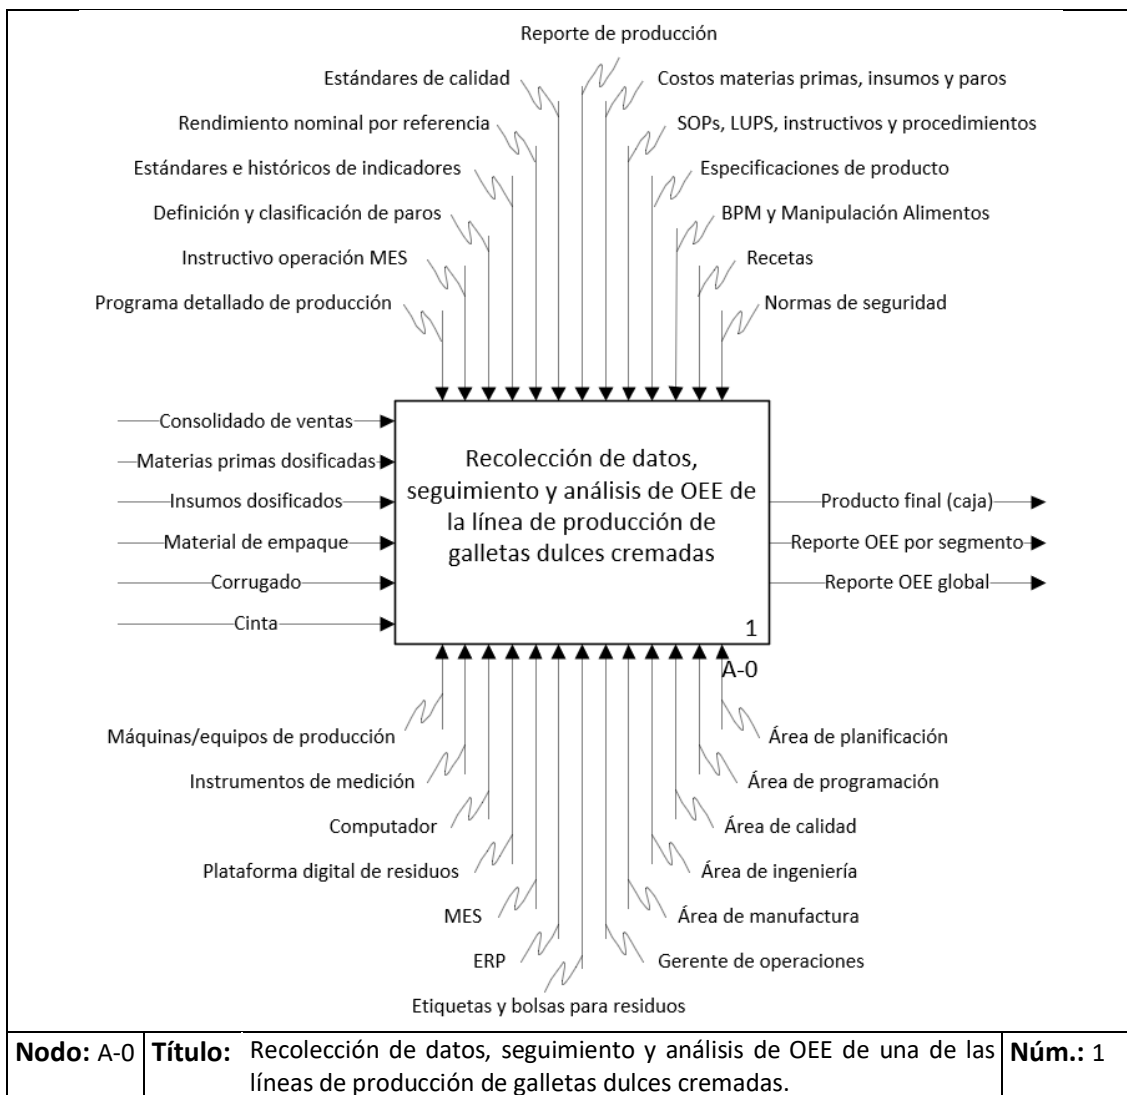 Reporte de producción
Estándares de calidad
Costos materias primas, insumos y paros
Rendimiento nominal por referencia
SOPs, LUPS, instructivos y procedimientos
Estándares e históricos de indicadores
Especificaciones de producto
Definición y clasificación de paros
BPM y Manipulación Alimentos
Instructivo operación MES
Recetas
Programa detallado de producción
Normas de seguridad
Consolidado de ventas
Materias primas dosificadas
Insumos dosificados
Material de empaque
Corrugado
Cinta
Recolección de datos,
seguimiento y análisis de OEE de
la línea de producción de
galletas dulces cremadas
1
A-0
Producto final (caja)
Reporte OEE por segmento
Reporte OEE global
Máquinas/equipos de producción
Área de planificación
Instrumentos de medición
Área de programación
Computador
Área de calidad
Plataforma digital de residuos
Área de ingeniería
MES
Área de manufactura
ERP
Gerente de operaciones
Etiquetas y bolsas para residuos
Nodo: A-0
Título: Recolección de datos, seguimiento y análisis de OEE de una de las
líneas de producción de galletas dulces cremadas.
Núm.: 1